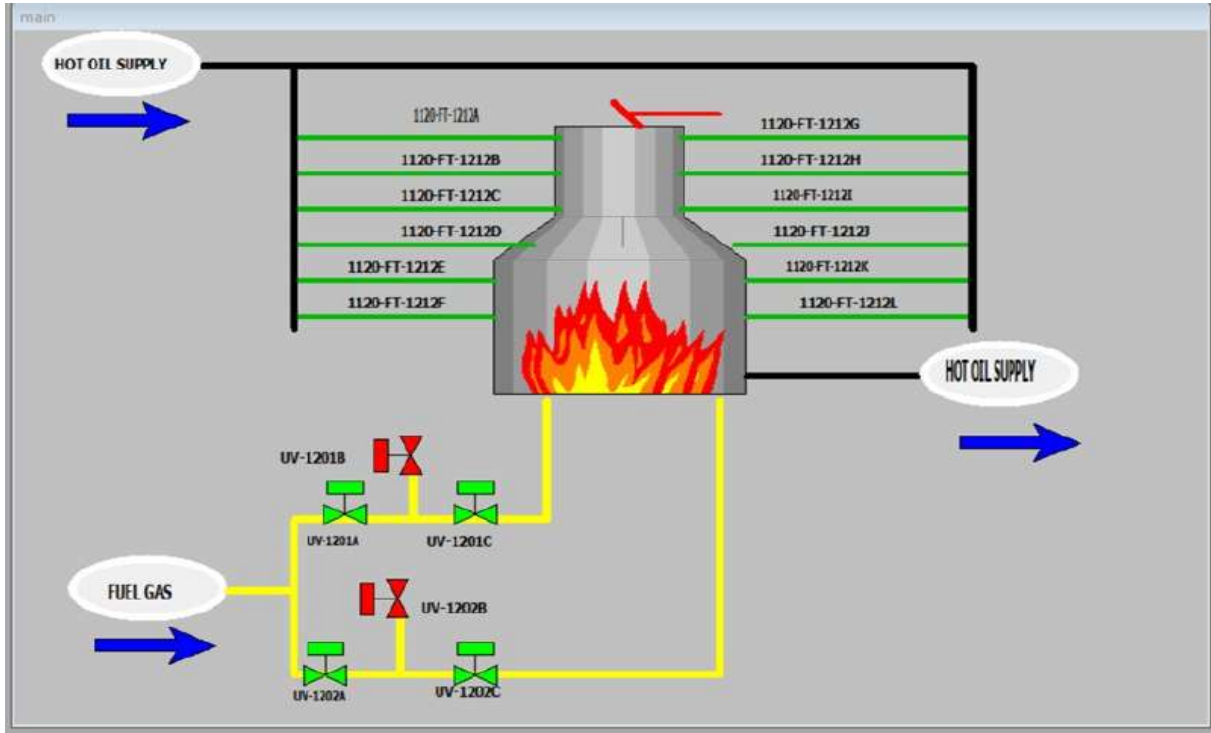 main
HOT OIL SUPPLY
1120-FT-1212A
1120-FT-1212G
1120-FT-1212B
1120-FT-1212H
1120-FT-1212C
1120-FT-1212I
1120-FT-1212D
1120-FT-1212J
1120-FT-1212E
1120-FT-1212K
1120-FT-1212F
1120-FT-1212L
HOT OIL SUPPLY
UV-1201B
UV-1201A
UV-1201C
FUEL GAS
UV-1202B
UV-1202A
UV-1202C